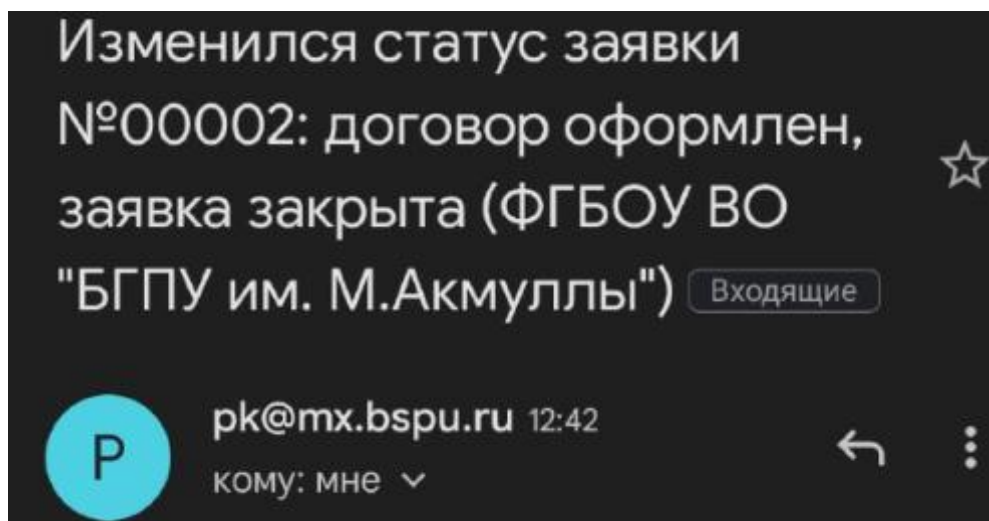 Изменился статус заявки
№00002: договор оформлен,
заявка закрыта (ФГБОУ ВО
"БГПУ им. М.Акмуллы") Входящие
P
pk@mx.bspu.ru 12:42
кому: мне